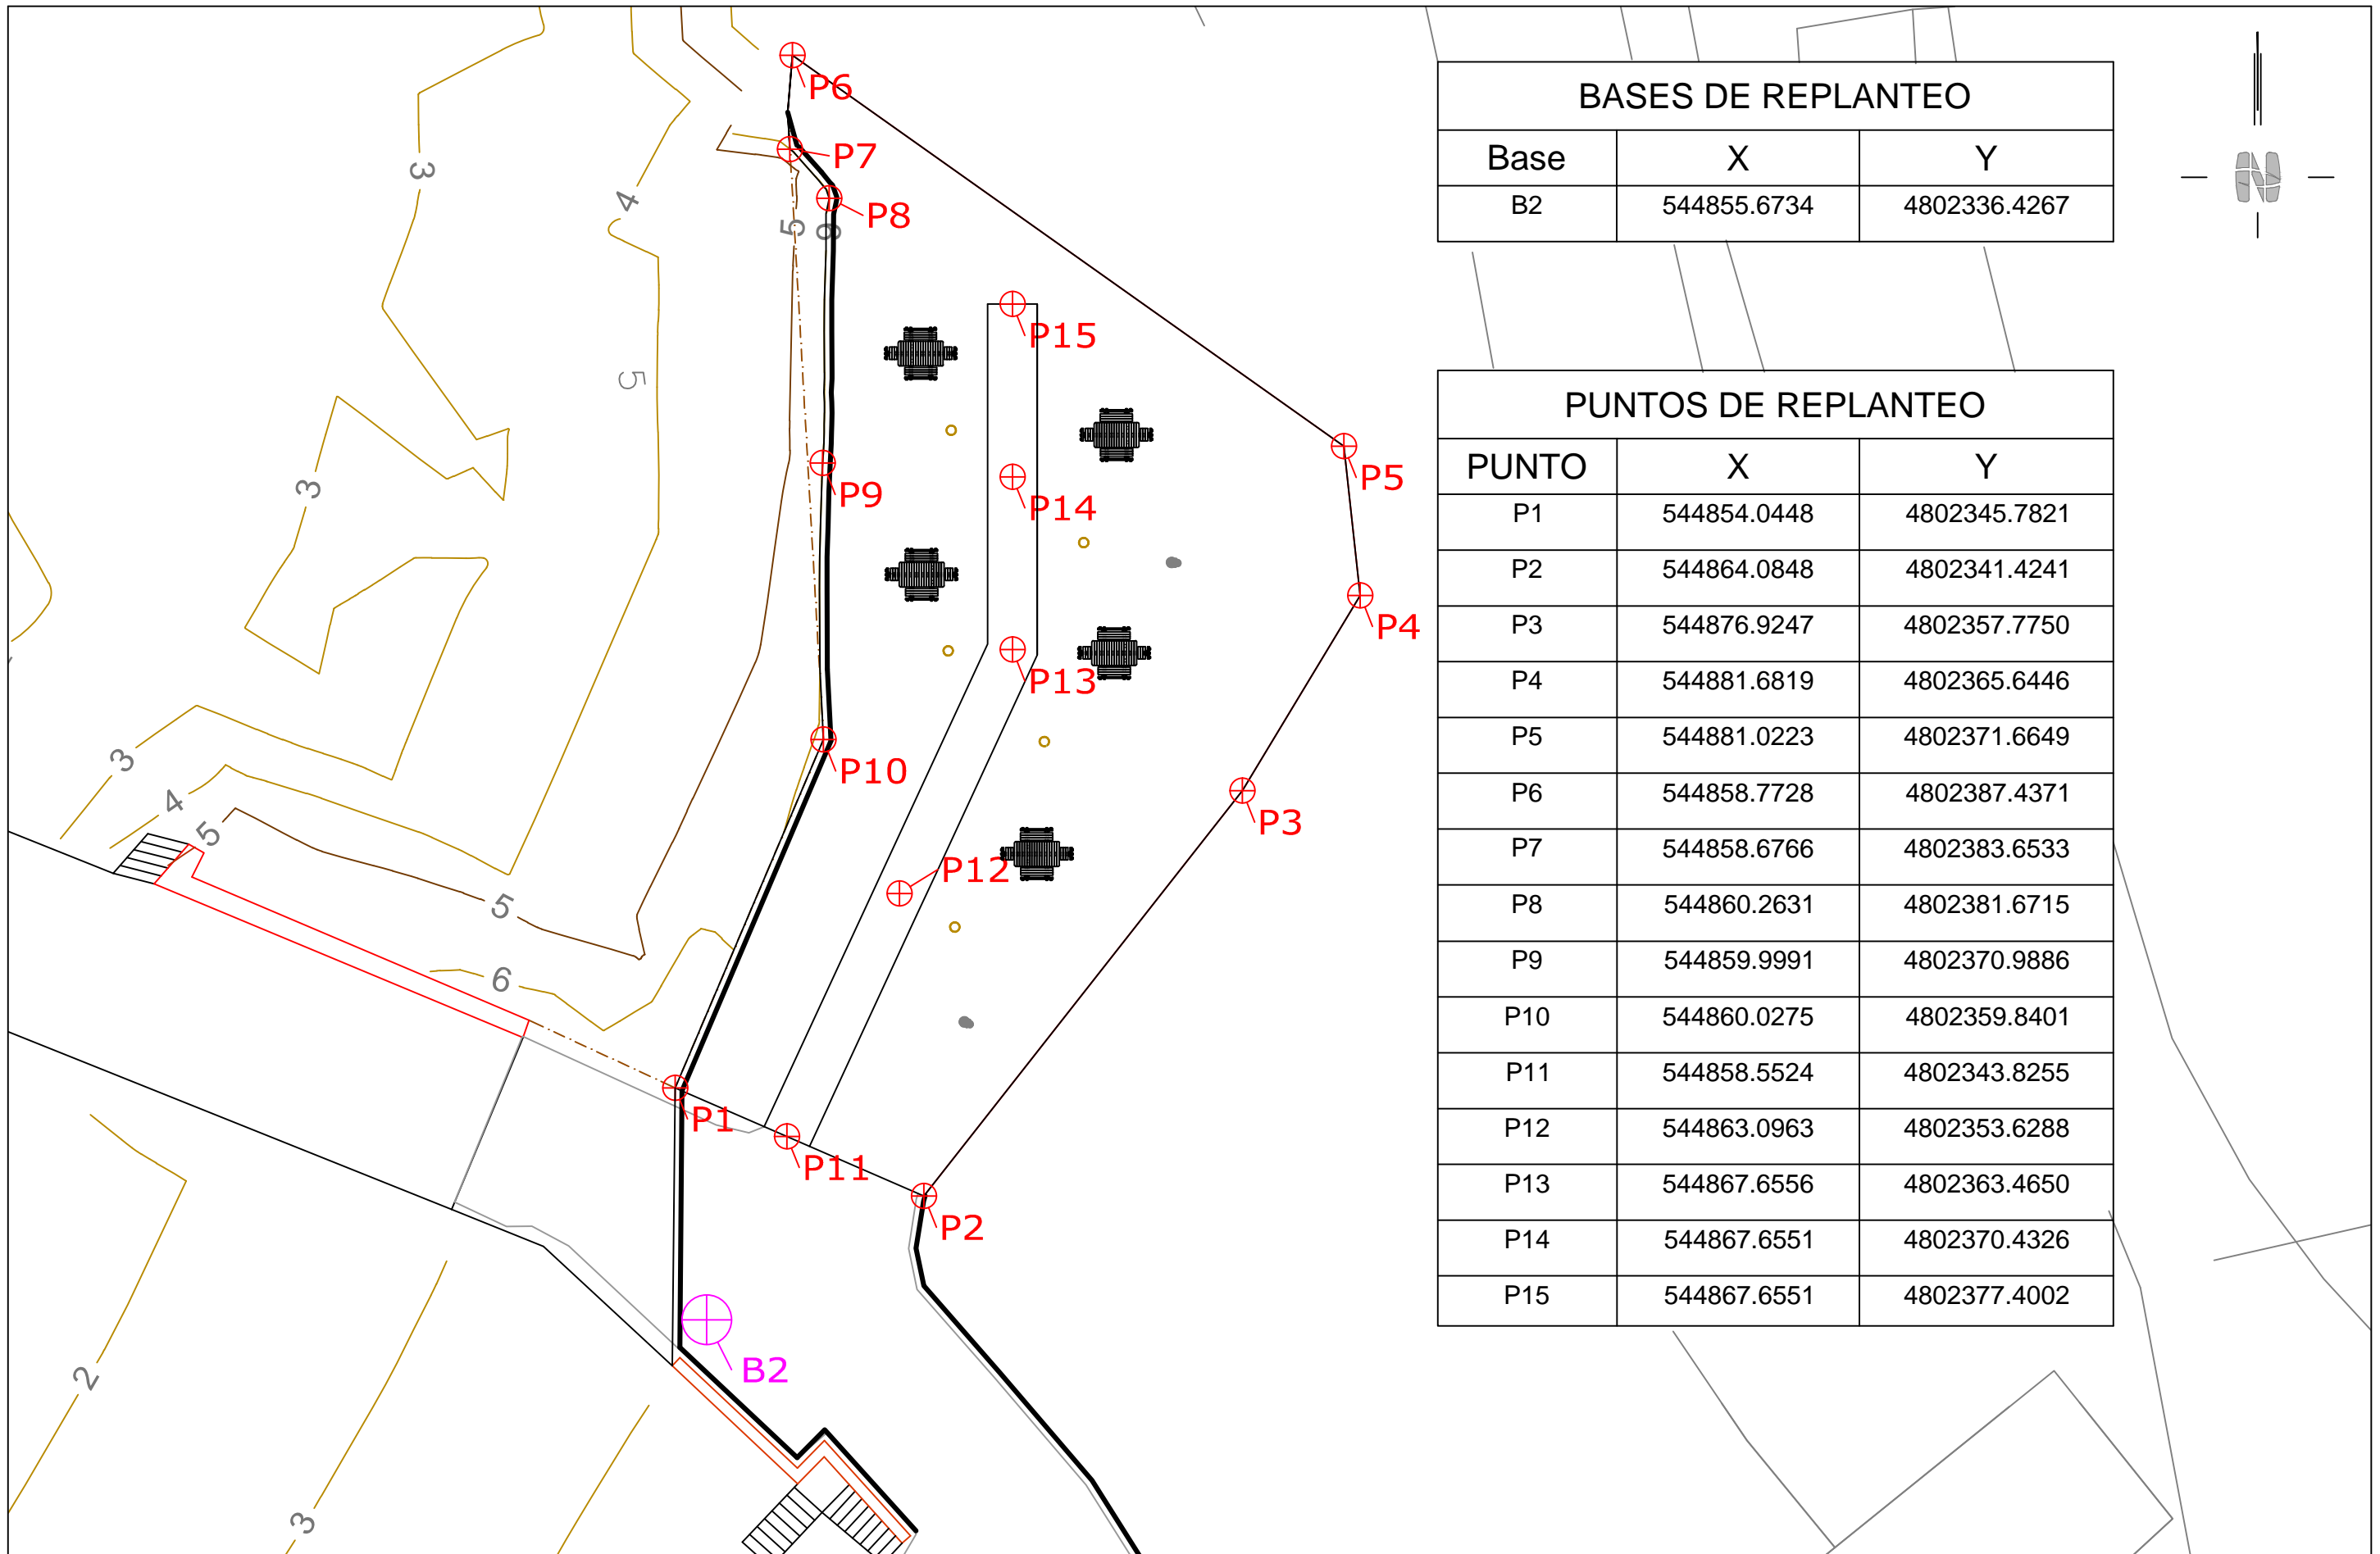 P6
P7
P8
3
4
5
8
5
P15
P5
P14
P9
3
P4
P13
P10
3
4
5
P3
P12
5
6
P1
P11
P2
B2
2
3
BASES DE REPLANTEO
Base X Y
B2 544855.6734 4802336.4267
PUNTOS DE REPLANTEO
PUNTO X Y
P1 544854.0448 4802345.7821
P2 544864.0848 4802341.4241
P3 544876.9247 4802357.7750
P4 544881.6819 4802365.6446
P5 544881.0223 4802371.6649
P6 544858.7728 4802387.4371
P7 544858.6766 4802383.6533
P8 544860.2631 4802381.6715
P9 544859.9991 4802370.9886
P10 544860.0275 4802359.8401
P11 544858.5524 4802343.8255
P12 544863.0963 4802353.6288
P13 544867.6556 4802363.4650
P14 544867.6551 4802370.4326
P15 544867.6551 4802377.4002
N